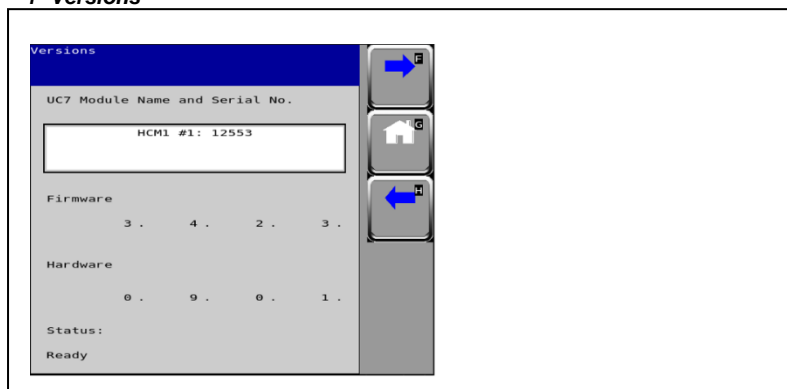 Versions
Versions
F
UC7 Module Name and Serial No.
HCM1 #1: 12553
G
H
Firmware
3 . 4 . 2 . 3 .
Hardware
0 . 9 . 0 . 1 .
Status:
Ready